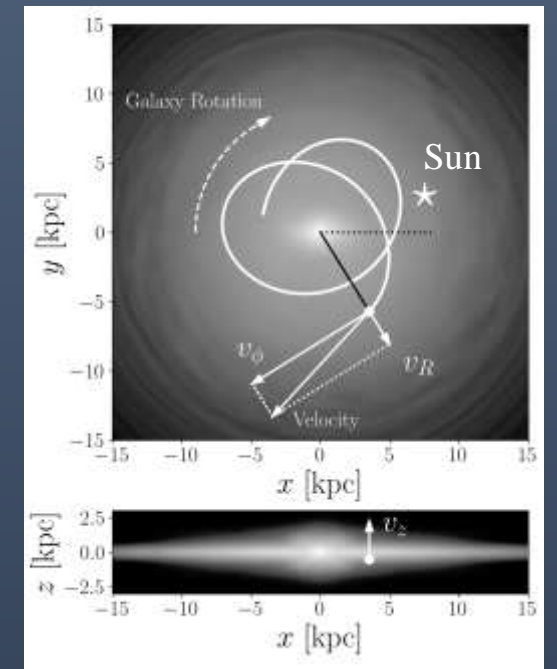 15
10
5
0
−5
−10
−15
y [kpc]
Galaxy Rotation
Sun
v_ϕ
v_R
Velocity
−15 −10 −5 0 5 10 15
x [kpc]
2.5
0.0
−2.5
z [kpc]
v_z
−15 −10 −5 0 5 10 15
x [kpc]